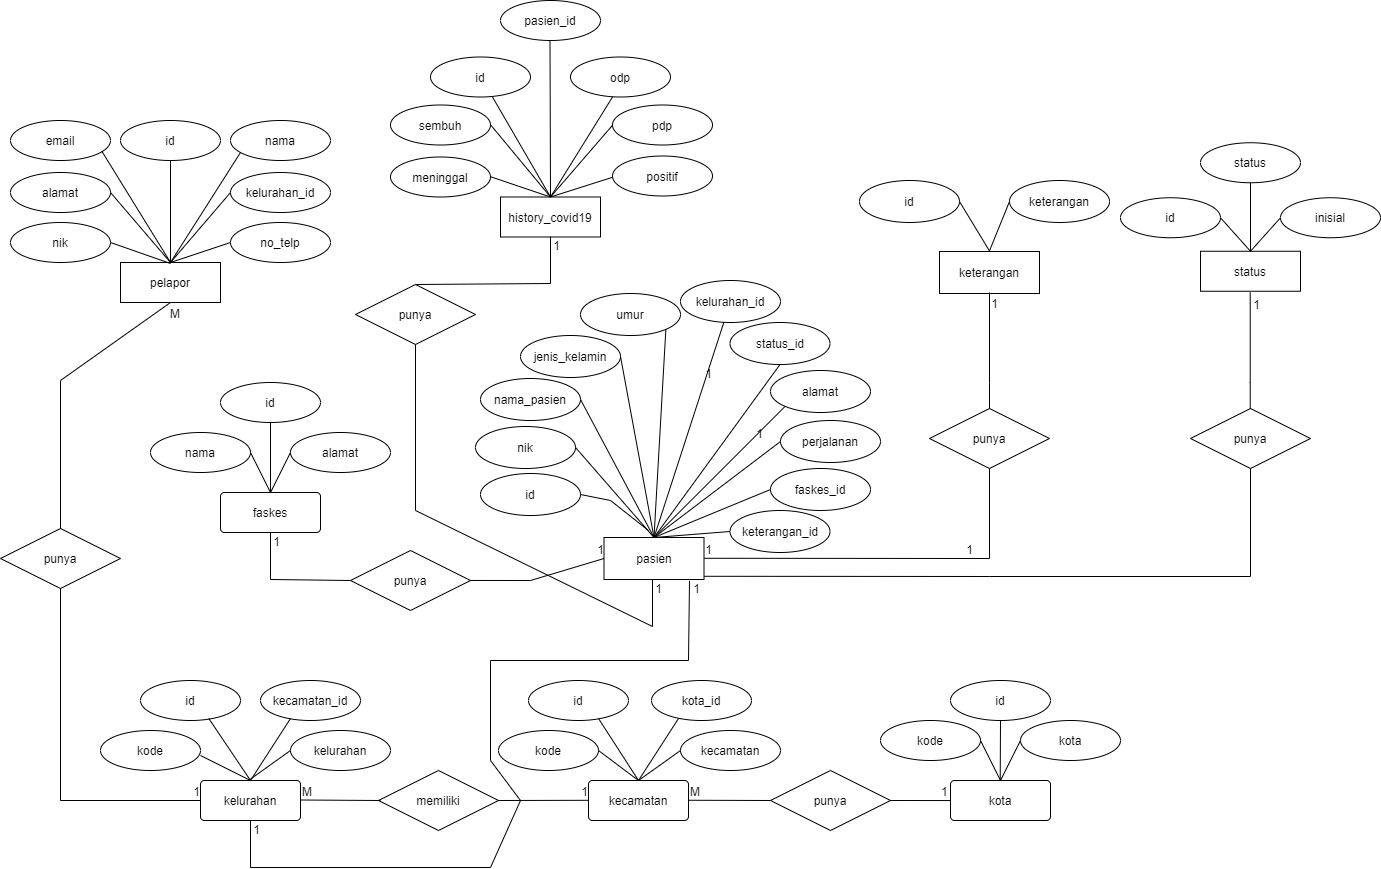 pasien_id
id
odp
sembuh
pdp
meninggal
positif
history_covid19
1
email
id
nama
alamat
kelurahan_id
nik
no_telp
pelapor
M
status
id
keterangan
id
inisial
keterangan
status
1
1
punya
kelurahan_id
umur
status_id
jenis_kelamin
1
alamat
nama_pasien
1
perjalanan
nik
faskes_id
id
keterangan_id
punya
punya
id
nama
alamat
faskes
1
punya
punya
1
pasien
1
1
1
1
id
kecamatan_id
kode
kelurahan
1
kelurahan
M
1
memiliki
id
kota_id
kode
kecamatan
1
kecamatan
M
punya
id
kode
kota
1
kota